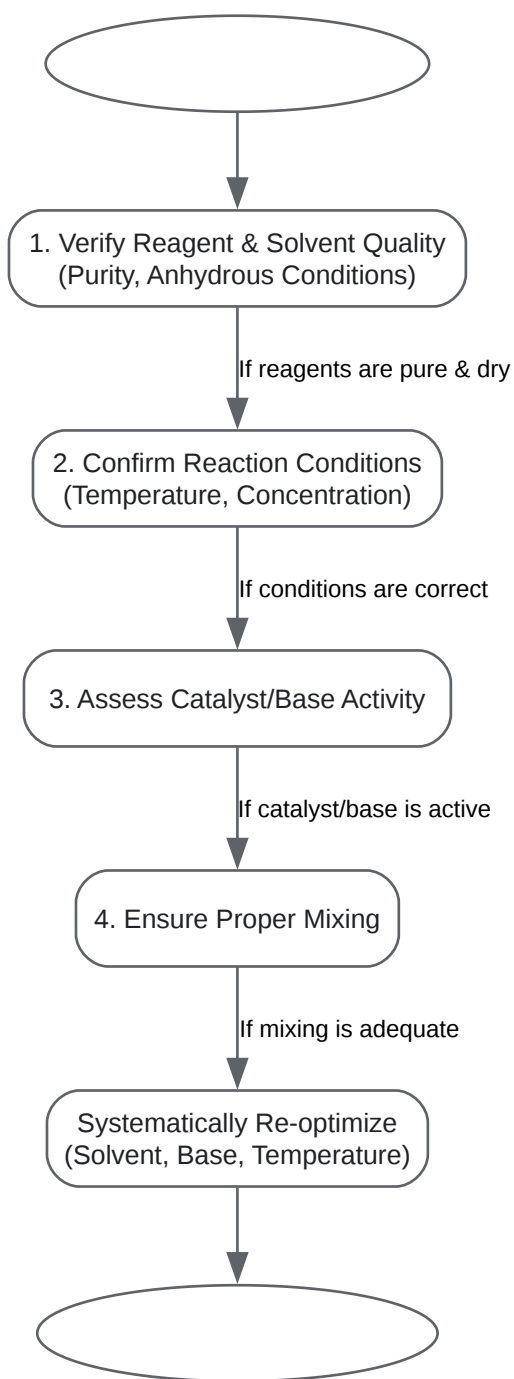 1. Verify Reagent & Solvent Quality
(Purity, Anhydrous Conditions)
If reagents are pure & dry
2. Confirm Reaction Conditions
(Temperature, Concentration)
If conditions are correct
3. Assess Catalyst/Base Activity
If catalyst/base is active
4. Ensure Proper Mixing
If mixing is adequate
Systematically Re-optimize
(Solvent, Base, Temperature)